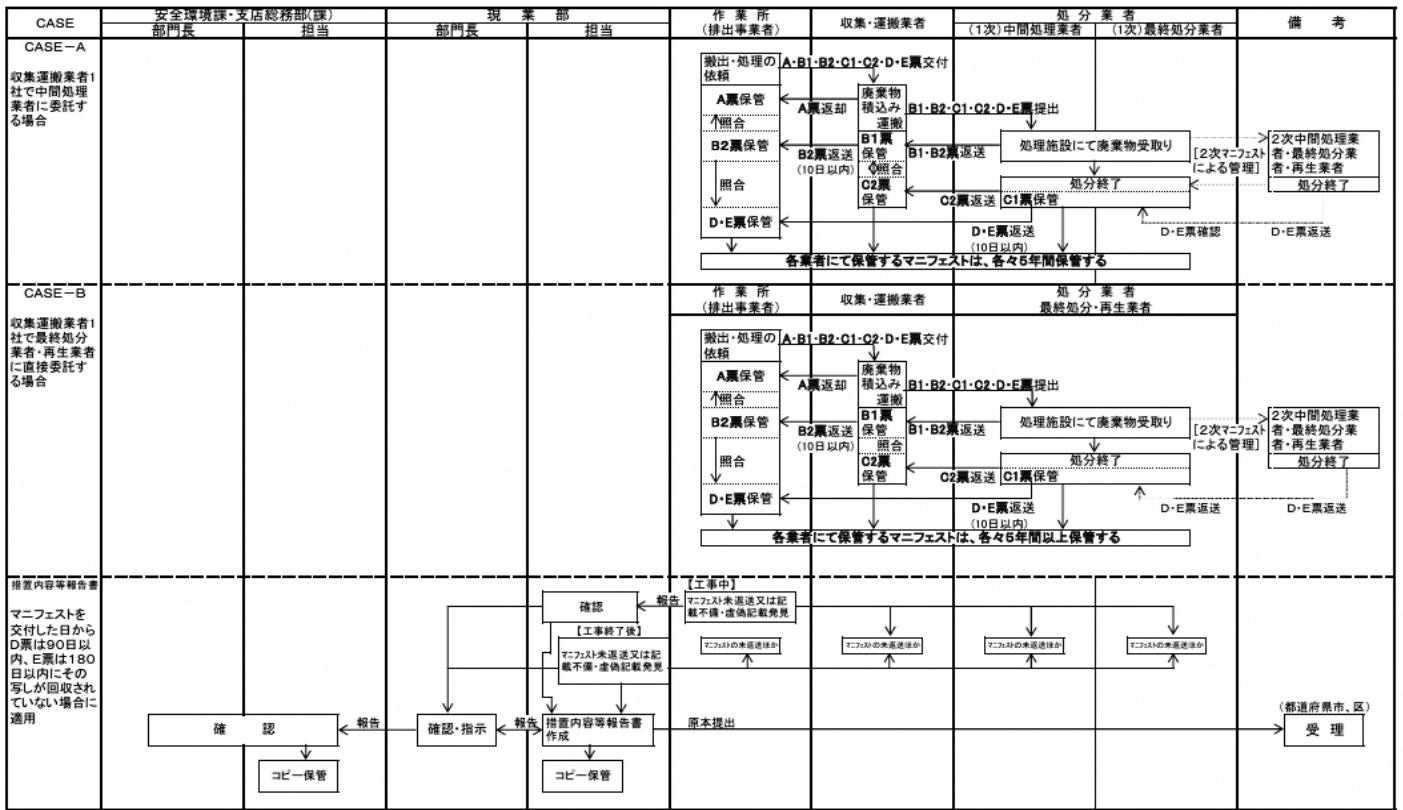 CASE
安全環境課・支店総務部(課)
部門長
担当
現 業 部
部門長
担当
作 業 所
(排出事業者)
収集・運搬業者
処 分 業 者
(1次)中間処理業者
(1次)最終処分業者
備 考
CASE－A
収集運搬業者1
社で中間処理
業者に委託す
る場合
搬出・処理の
依頼
A・B1・B2・C1・C2・D・E票交付
A票保管
A票返却
廃棄物
積込み
運搬
B1・B2・C1・C2・D・E票提出
照合
B2票保管
B2票返送
(10日以内)
B1票
保管
照合
C2票
保管
B1・B2票返送
処理施設にて廃棄物受取り
[2次マニフェスト
による管理]
2次中間処理業
者・最終処分業
者・再生業者
処分終了
照合
処分終了
C2票返送
C1票保管
D・E票保管
D・E票返送
(10日以内)
D・E票確認
D・E票返送
各業者にて保管するマニフェストは、各々5年間保管する
CASE－B
収集運搬業者1
社で最終処分
業者・再生業者
に直接委託す
る場合
作 業 所
(排出事業者)
収集・運搬業者
処 分 業 者
最終処分・再生業者
搬出・処理の
依頼
A・B1・B2・C1・C2・D・E票交付
A票保管
A票返却
廃棄物
積込み
運搬
B1・B2・C1・C2・D・E票提出
照合
B2票保管
B2票返送
(10日以内)
B1票
保管
照合
C2票
保管
B1・B2票返送
処理施設にて廃棄物受取り
[2次マニフェスト
による管理]
2次中間処理業
者・最終処分業
者・再生業者
処分終了
照合
処分終了
C2票返送
C1票保管
D・E票保管
D・E票返送
(10日以内)
D・E票返送
D・E票返送
各業者にて保管するマニフェストは、各々5年間以上保管する
措置内容等報告書
マニフェストを
交付した日から
D票は90日以
内、E票は180
日以内にその
写しが回収され
ていない場合に
適用
【工事中】
確認
報告
マニフェスト未返送又は記
載不備・虚偽記載発見
【工事終了後】
マニフェスト未返送又は記
載不備・虚偽記載発見
マニフェストの未返送ほか
マニフェストの未返送ほか
マニフェストの未返送ほか
マニフェストの未返送ほか
確 認
報告
確認・指示
報告
措置内容等報告書
作成
原本提出
(都道府県市、区)
受 理
コピー保管
コピー保管